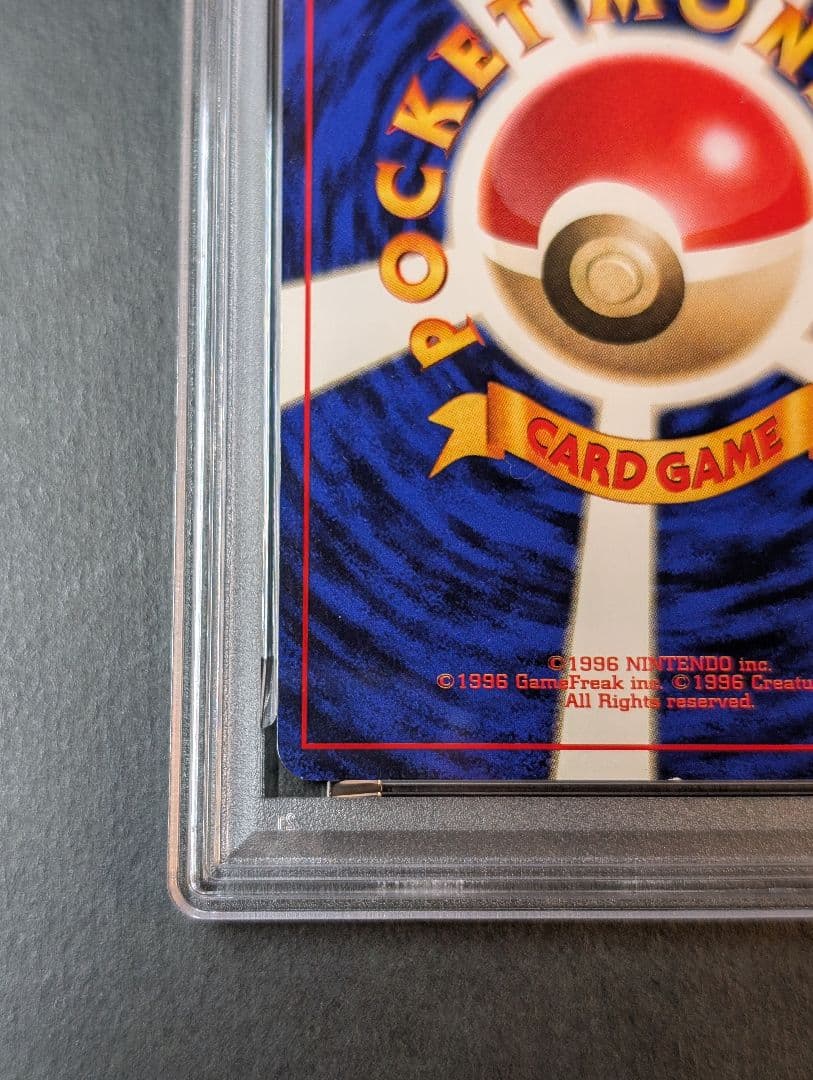 POCKET MON
CARD GAME
©1996 NINTENDO inc.
©1996 GameFreak inc. ©1996 Creatu
All Rights reserved.